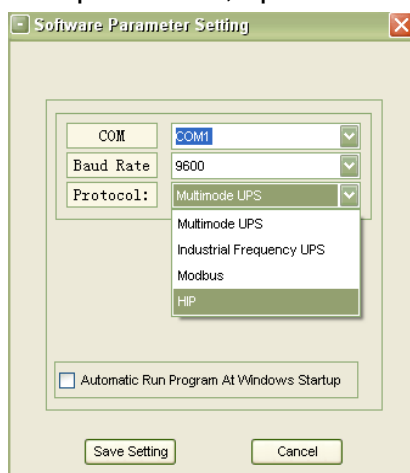 Software Parameter Setting
COM COM1
Baud Rate 9600
Protocol: Multimode UPS
Multimode UPS
Industrial Frequency UPS
Modbus
HIP
Automatic Run Program At Windows Startup
Save Setting Cancel